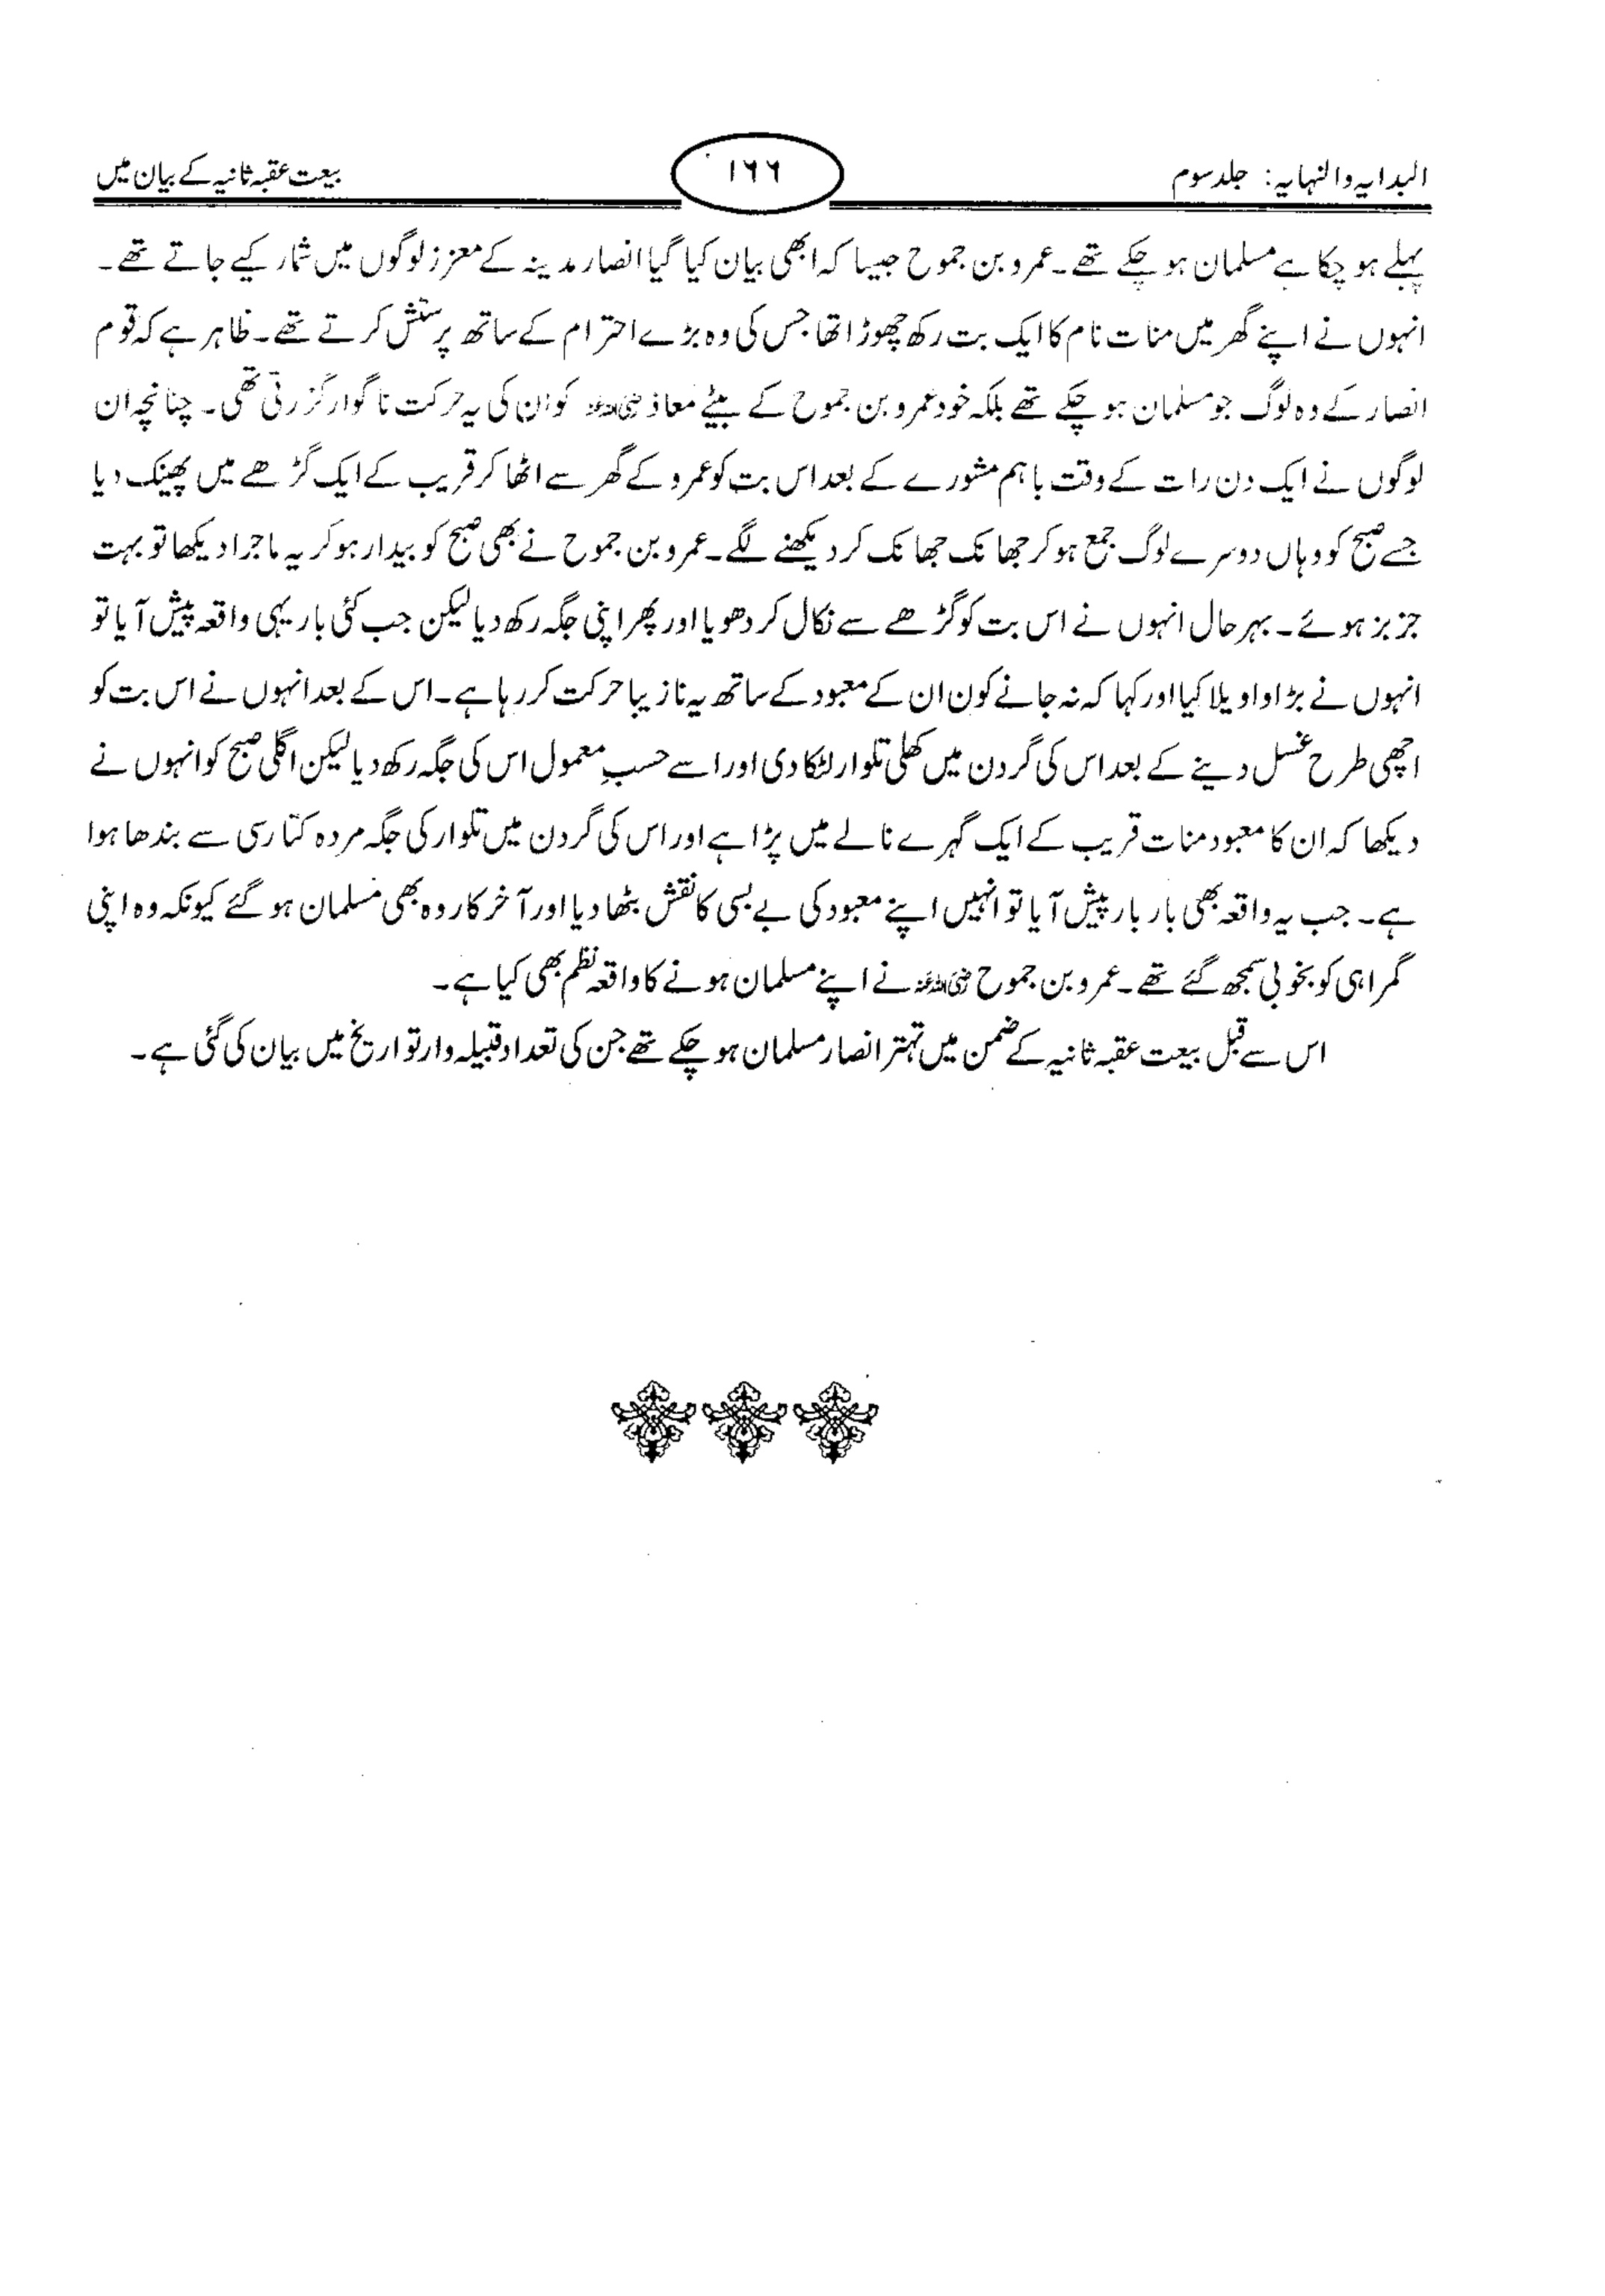 البدایہ والنہایہ: جلد سوم ۱۶۶ بیعت عقبہ ثانیہ کے بیان میں
پہلے ہو چکا ہے مسلمان ہو چکے تھے۔ عمرو بن جموح جیسا کہ ابھی بیان کیا گیا انصار مدینہ کے معزز لوگوں میں شمار کیے جاتے تھے۔
انہوں نے اپنے گھر میں منات نام کا ایک بت رکھ چھوڑا تھا جس کی وہ بڑے احترام کے ساتھ پرستش کرتے تھے۔ ظاہر ہے کہ قوم
انصار کے وہ لوگ جو مسلمان ہو چکے تھے بلکہ خود عمرو بن جموح کے بیٹے معاذ رضی اللہ عنہ کو ان کی یہ حرکت ناگوار گزرتی تھی۔ چنانچہ ان
لوگوں نے ایک دن رات کے وقت باہم مشورے کے بعد اس بت کو عمرو کے گھر سے اٹھا کر قریب کے ایک گڑھے میں پھینک دیا
جسے صبح کو وہاں دوسرے لوگ جمع ہو کر جھانک جھانک کر دیکھنے لگے۔ عمرو بن جموح نے بھی صبح کو بیدار ہو کر یہ ماجرا دیکھا تو بہت
جزبز ہوئے۔ بہرحال انہوں نے اس بت کو گڑھے سے نکال کر دھویا اور پھر اپنی جگہ رکھ دیا لیکن جب کئی بار یہی واقعہ پیش آیا تو
انہوں نے بڑا واویلا کیا اور کہا کہ نہ جانے کون ان کے معبود کے ساتھ یہ نازیبا حرکت کر رہا ہے۔ اس کے بعد انہوں نے اس بت کو
اچھی طرح غسل دینے کے بعد اس کی گردن میں کھلی تلوار لٹکا دی اور اسے حسبِ معمول اس کی جگہ رکھ دیا لیکن اگلی صبح کو انہوں نے
دیکھا کہ ان کا معبود منات قریب کے ایک گہرے نالے میں پڑا ہے اور اس کی گردن میں تلوار کی جگہ مردہ کتا رسی سے بندھا ہوا
ہے۔ جب یہ واقعہ بھی بار بار پیش آیا تو انہیں اپنے معبود کی بے بسی کا نقش بٹھا دیا اور آخر کار وہ بھی مسلمان ہو گئے کیونکہ وہ اپنی
گمراہی کو بخوبی سمجھ گئے تھے۔ عمرو بن جموح رضی اللہ عنہ نے اپنے مسلمان ہونے کا واقعہ نظم بھی کیا ہے۔
اس سے قبل بیعت عقبہ ثانیہ کے ضمن میں تہتر انصار مسلمان ہو چکے تھے جن کی تعداد قبیلہ وار تواریخ میں بیان کی گئی ہے۔